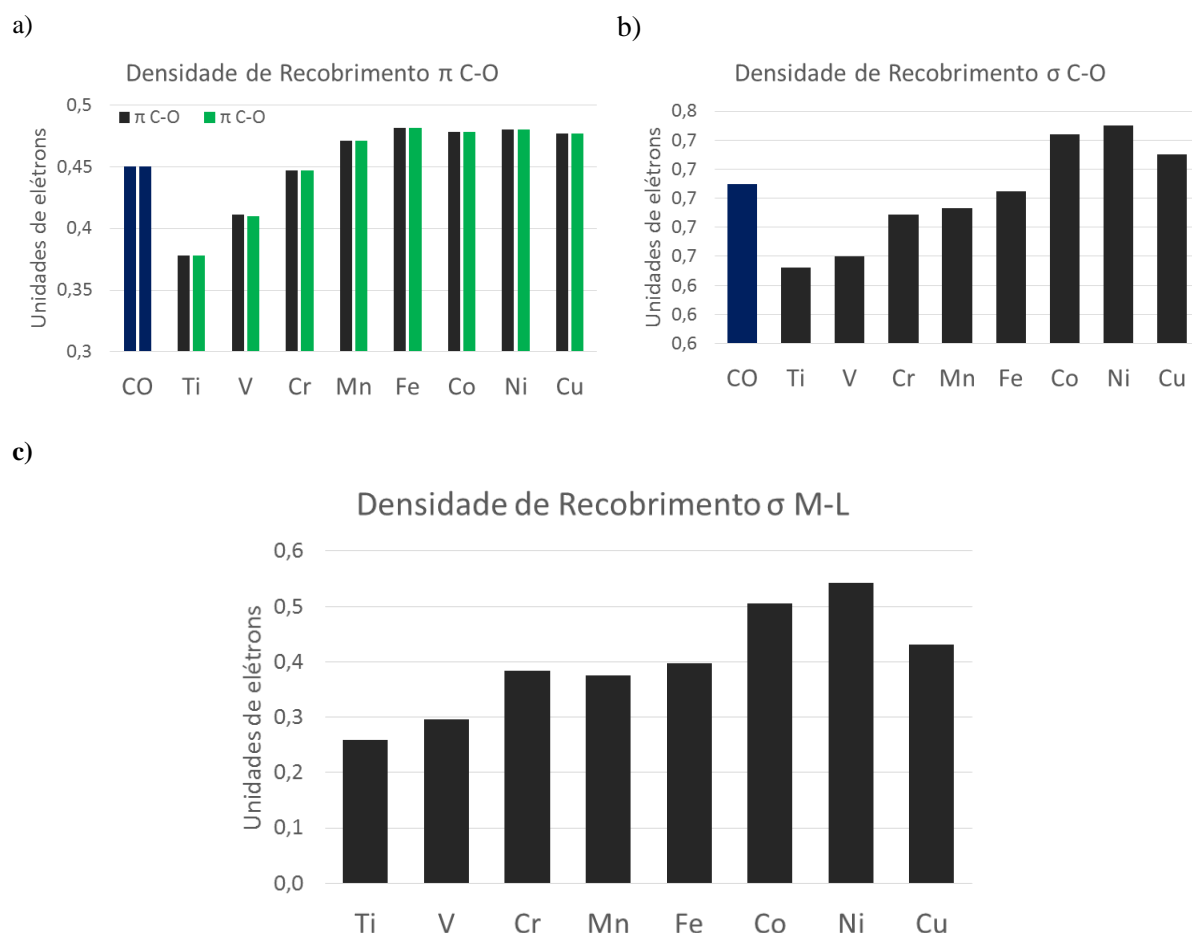 a)
Densidade de Recobrimento π C-O
π C-O π C-O
Unidades de elétrons
0,5
0,45
0,4
0,35
0,3
CO Ti V Cr Mn Fe Co Ni Cu
b)
Densidade de Recobrimento σ C-O
Unidades de elétrons
0,8
0,7
0,7
0,7
0,7
0,7
0,6
0,6
0,6
CO Ti V Cr Mn Fe Co Ni Cu
c)
Densidade de Recobrimento σ M-L
Unidades de elétrons
0,6
0,5
0,4
0,3
0,2
0,1
0,0
Ti V Cr Mn Fe Co Ni Cu